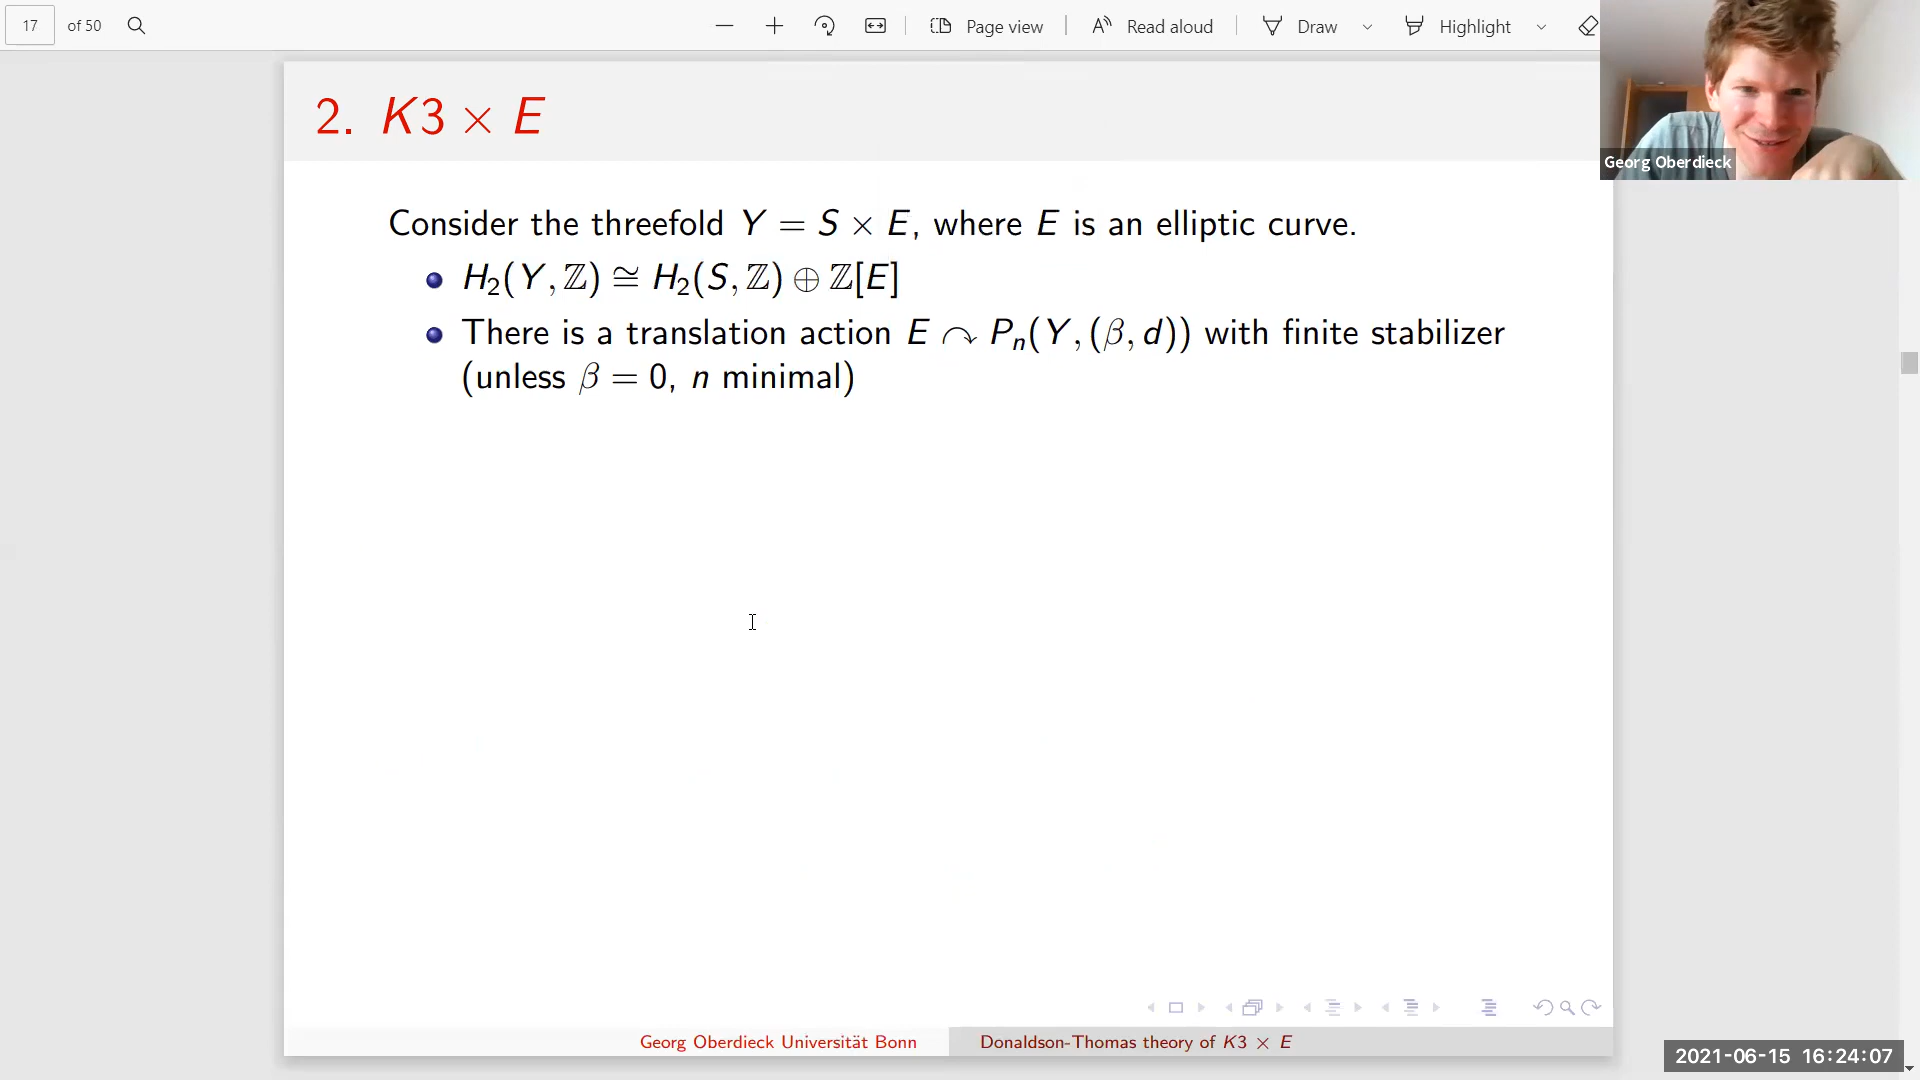 17 of 50 Page view Read aloud Draw Highlight
2. K3 × E
Georg Oberdieck
Consider the threefold Y = S × E, where E is an elliptic curve.
H₂(Y, ℤ) ≅ H₂(S, ℤ) ⊕ ℤ[E]
There is a translation action E ↷ Pₙ(Y, (β, d)) with finite stabilizer
(unless β = 0, n minimal)
Georg Oberdieck Universität Bonn Donaldson-Thomas theory of K3 × E
2021-06-15 16:24:07